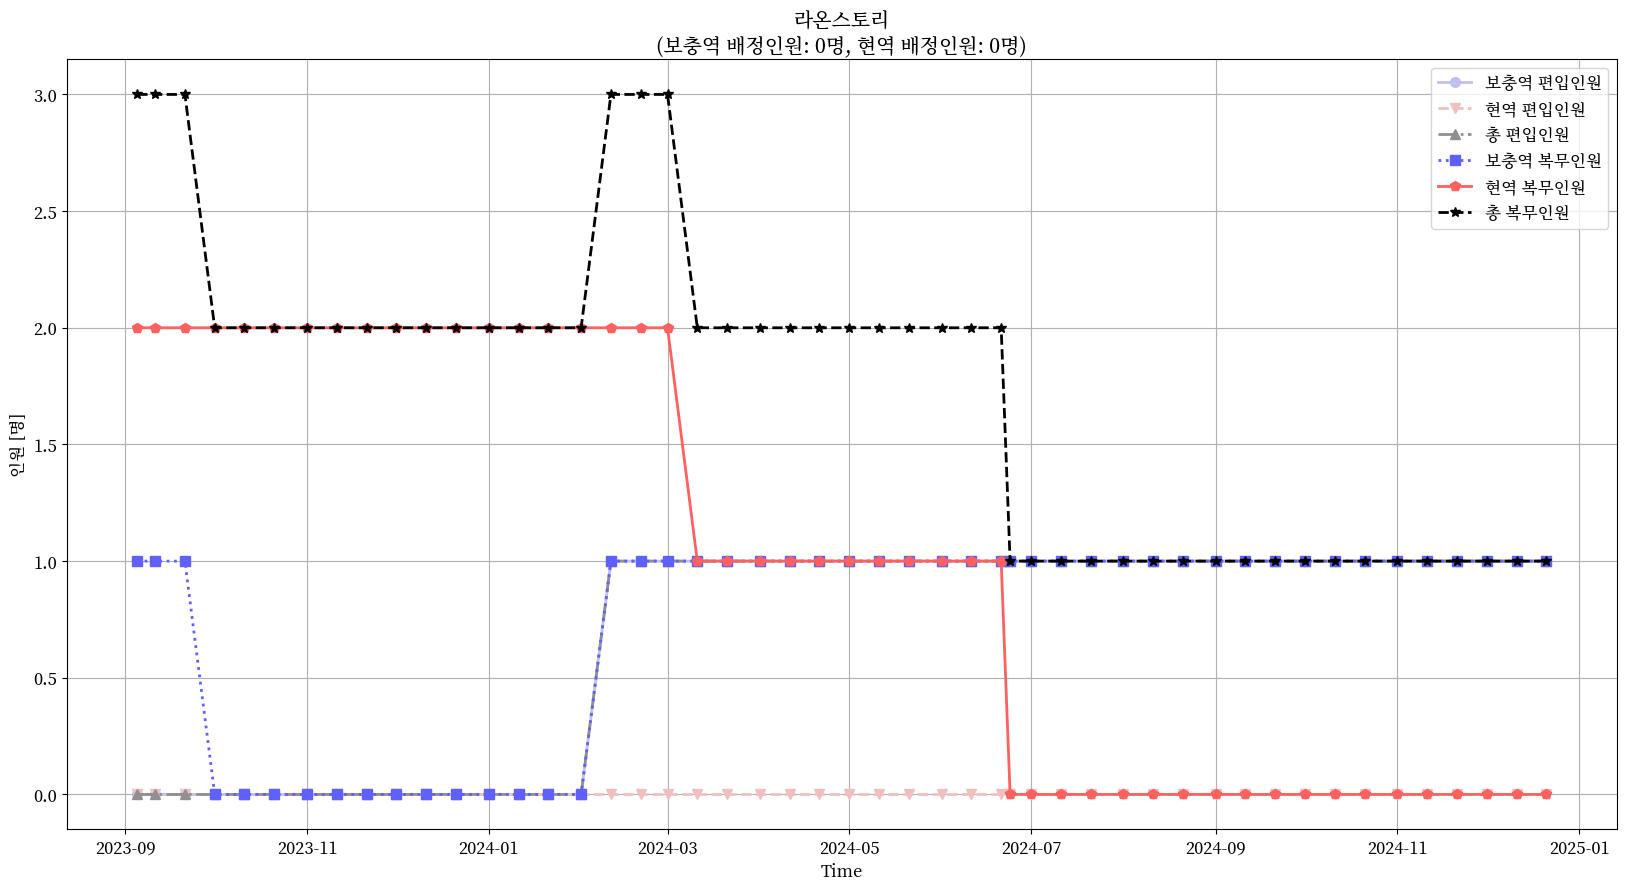 라온스토리
(보충역 배정인원: 0명, 현역 배정인원: 0명)
보충역 편입인원
현역 편입인원
총 편입인원
보충역 복무인원
현역 복무인원
총 복무인원
인원 [명]
3.0
2.5
2.0
1.5
1.0
0.5
0.0
2023-09
2023-11
2024-01
2024-03
2024-05
2024-07
2024-09
2024-11
2025-01
Time